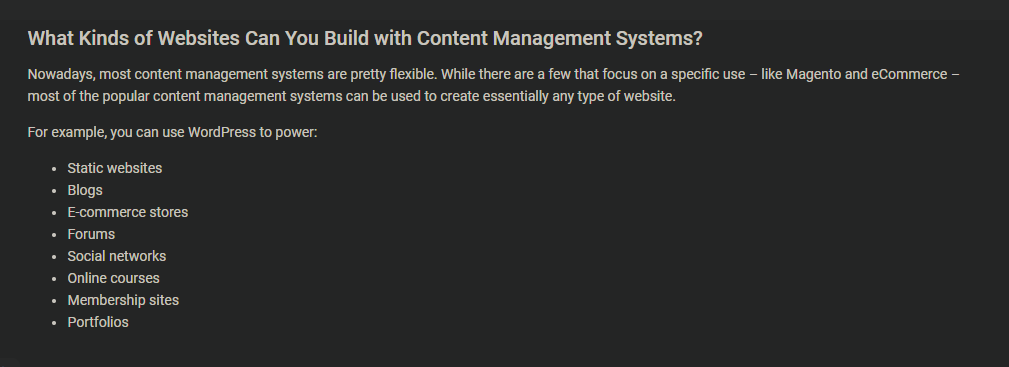 What Kinds of Websites Can You Build with Content Management Systems?
Nowadays, most content management systems are pretty flexible. While there are a few that focus on a specific use – like Magento and eCommerce –
most of the popular content management systems can be used to create essentially any type of website.
For example, you can use WordPress to power:
• Static websites
• Blogs
• E-commerce stores
• Forums
• Social networks
• Online courses
• Membership sites
• Portfolios